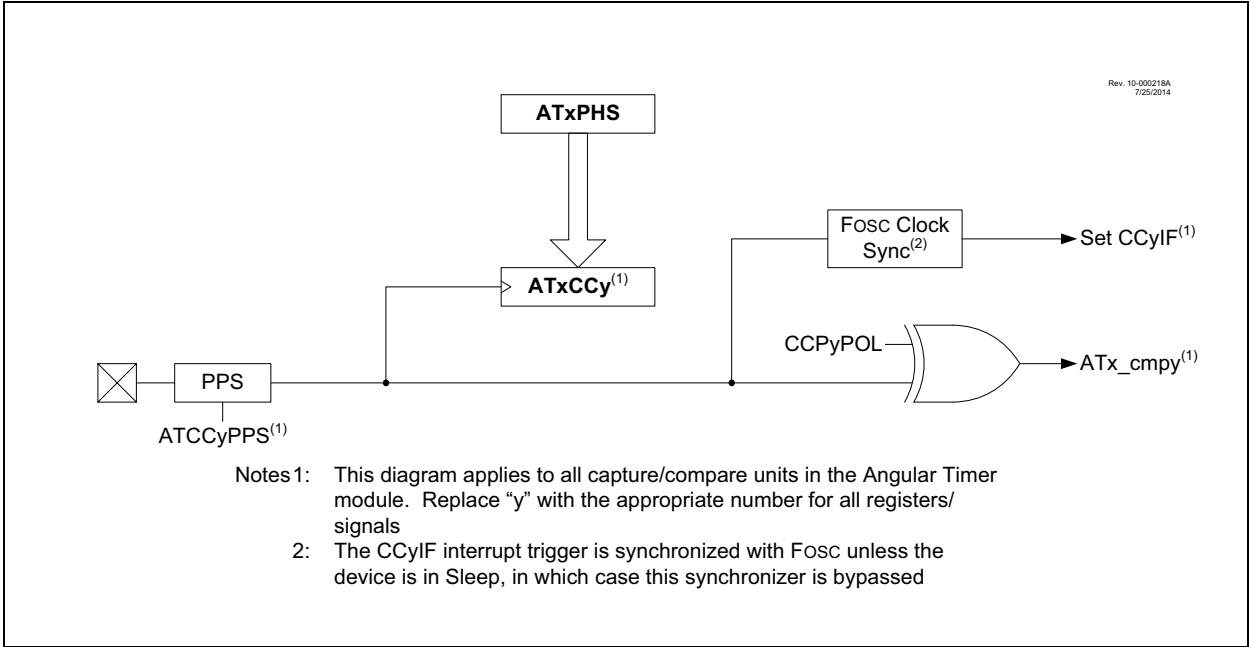 Rev. 10-000218A
7/25/2014
ATxPHS
FOSC Clock
Sync(2)
Set CCyIF(1)
ATxCCy(1)
CCPyPOL
ATx_cmpy(1)
PPS
ATCCyPPS(1)
Notes1: This diagram applies to all capture/compare units in the Angular Timer
module. Replace “y” with the appropriate number for all registers/
signals
2: The CCyIF interrupt trigger is synchronized with FOSC unless the
device is in Sleep, in which case this synchronizer is bypassed